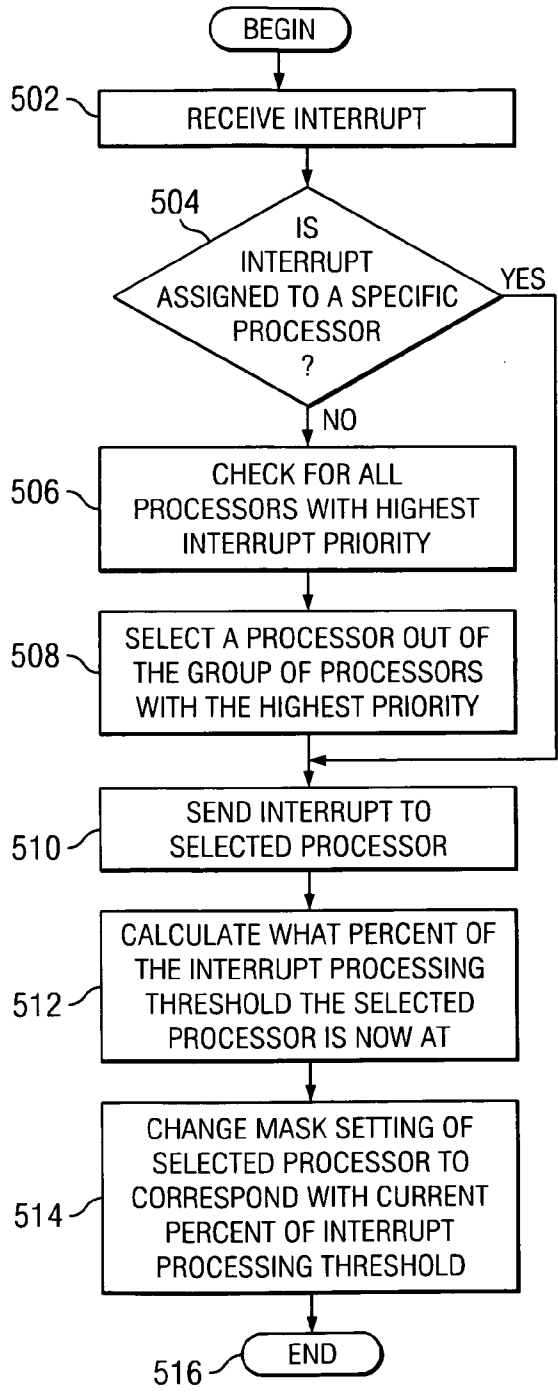 BEGIN
502
RECEIVE INTERRUPT
504
IS
INTERRUPT
ASSIGNED TO A SPECIFIC
PROCESSOR
?
YES
NO
506
CHECK FOR ALL
PROCESSORS WITH HIGHEST
INTERRUPT PRIORITY
508
SELECT A PROCESSOR OUT OF
THE GROUP OF PROCESSORS
WITH THE HIGHEST PRIORITY
510
SEND INTERRUPT TO
SELECTED PROCESSOR
512
CALCULATE WHAT PERCENT OF
THE INTERRUPT PROCESSING
THRESHOLD THE SELECTED
PROCESSOR IS NOW AT
514
CHANGE MASK SETTING OF
SELECTED PROCESSOR TO
CORRESPOND WITH CURRENT
PERCENT OF INTERRUPT
PROCESSING THRESHOLD
516
END